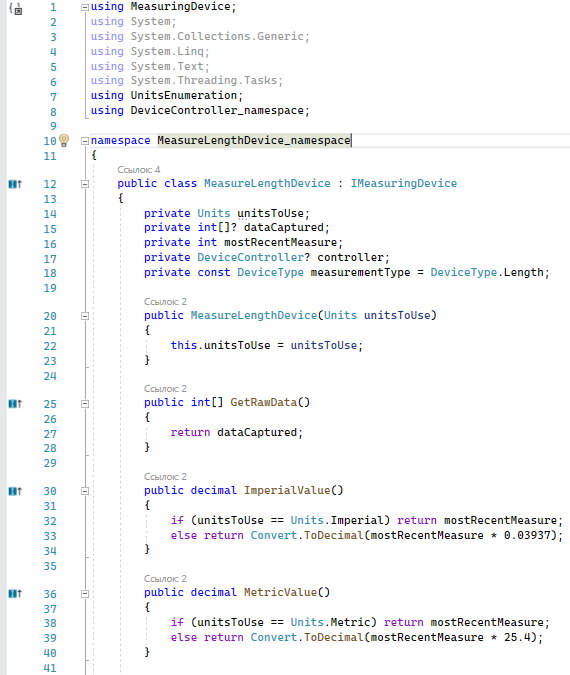 1 using MeasuringDevice;
2 using System;
3 using System.Collections.Generic;
4 using System.Linq;
5 using System.Text;
6 using System.Threading.Tasks;
7 using UnitsEnumeration;
8 using DeviceController_namespace;
9
10 namespace MeasureLengthDevice_namespace
11 {
Ссылок: 4
12 public class MeasureLengthDevice : IMeasuringDevice
13 {
14 private Units unitsToUse;
15 private int[]? dataCaptured;
16 private int mostRecentMeasure;
17 private DeviceController? controller;
18 private const DeviceType measurementType = DeviceType.Length;
19
Ссылок: 2
20 public MeasureLengthDevice(Units unitsToUse)
21 {
22 this.unitsToUse = unitsToUse;
23 }
24
Ссылок: 2
25 public int[] GetRawData()
26 {
27 return dataCaptured;
28 }
29
Ссылок: 2
30 public decimal ImperialValue()
31 {
32 if (unitsToUse == Units.Imperial) return mostRecentMeasure;
33 else return Convert.ToDecimal(mostRecentMeasure * 0.03937);
34 }
35
Ссылок: 2
36 public decimal MetricValue()
37 {
38 if (unitsToUse == Units.Metric) return mostRecentMeasure;
39 else return Convert.ToDecimal(mostRecentMeasure * 25.4);
40 }
41